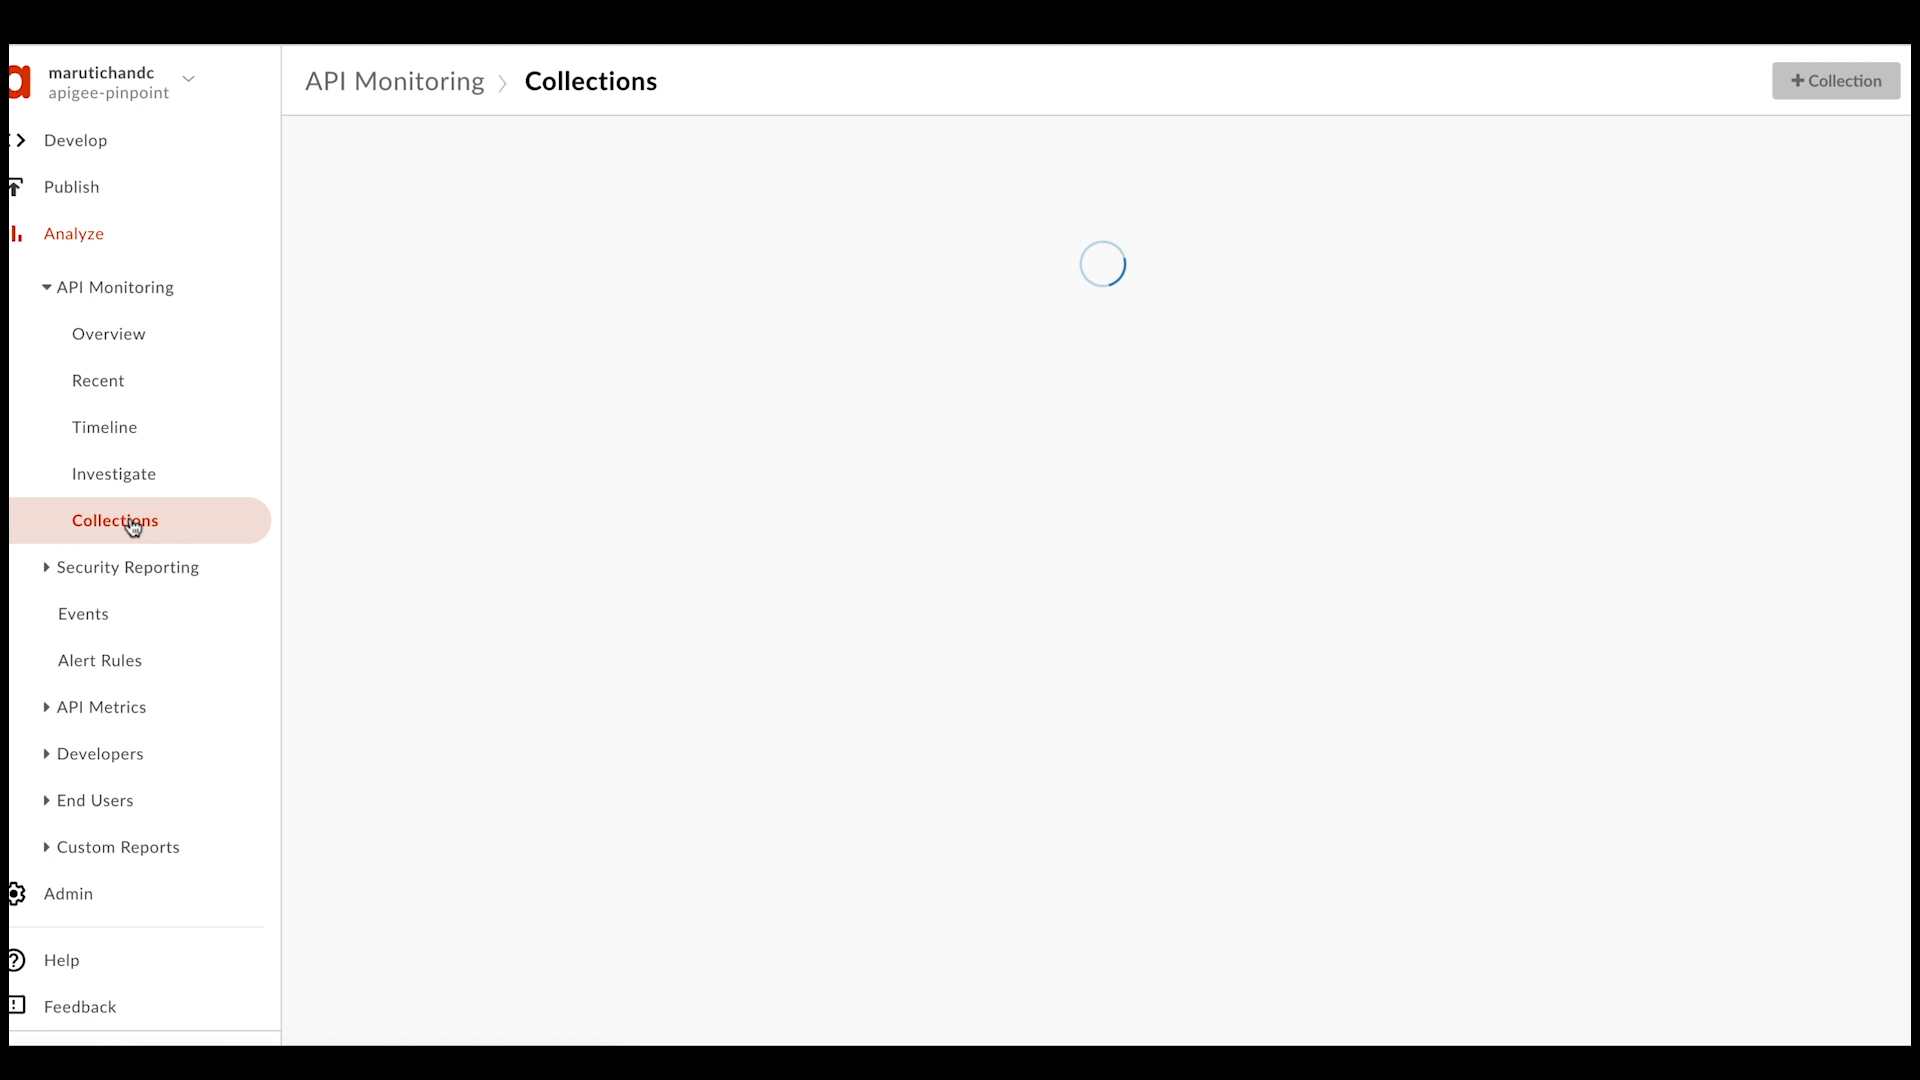 marutichandc
apigee-pinpoint
API Monitoring
Collections
+ Collection
Develop
Publish
Analyze
API Monitoring
Overview
Recent
Timeline
Investigate
Collections
Security Reporting
Events
Alert Rules
API Metrics
Developers
End Users
Custom Reports
Admin
Help
Feedback